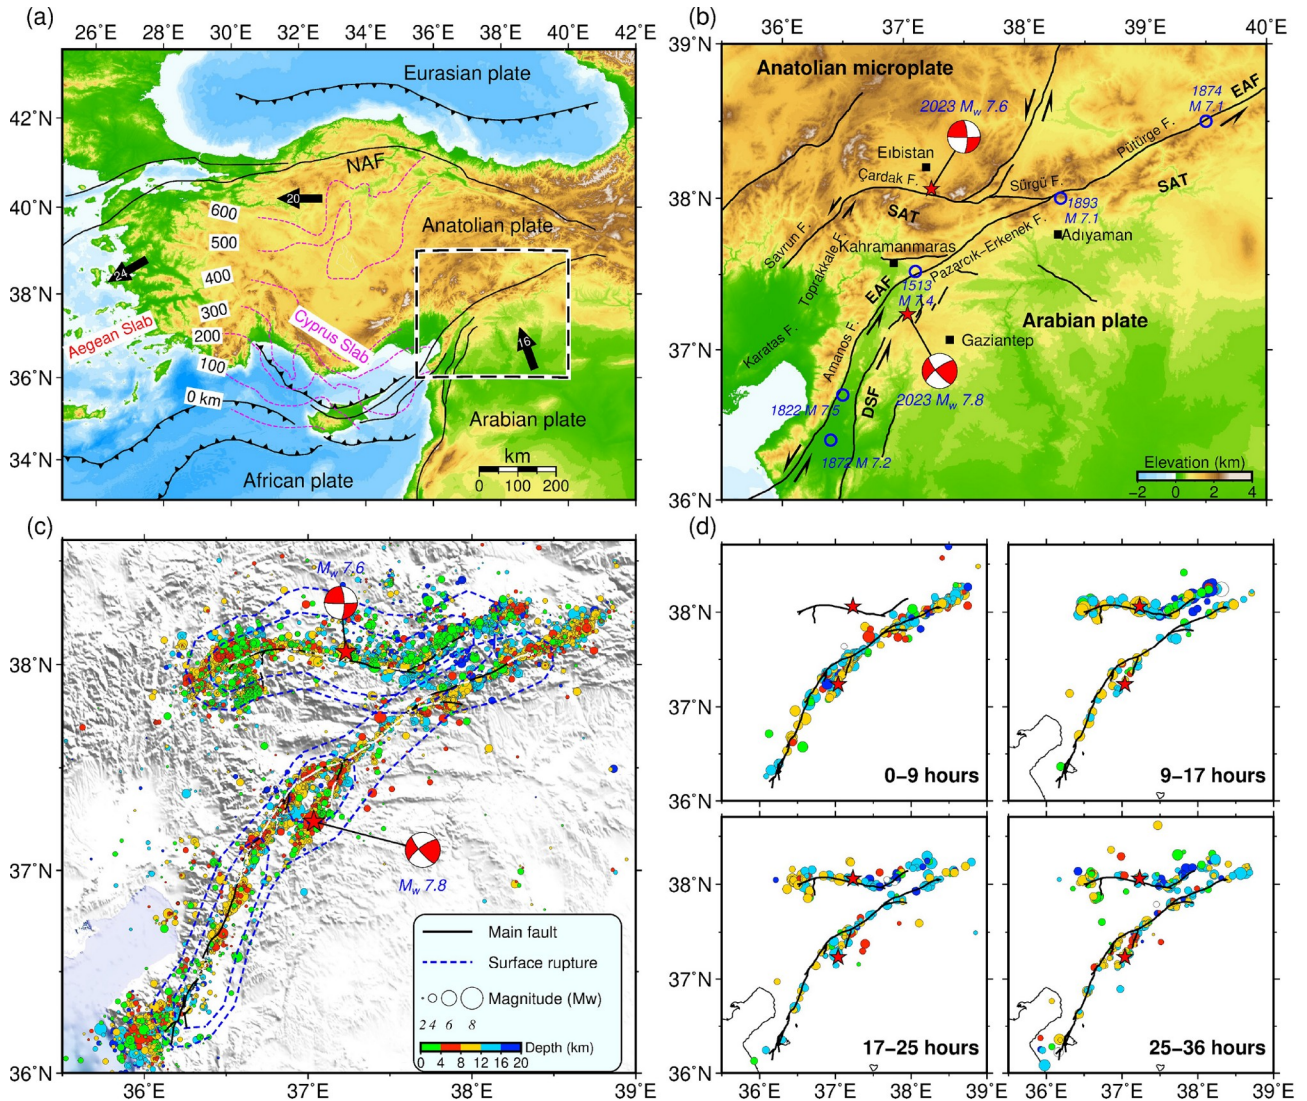 (a)
26°E 28°E 30°E 32°E 34°E 36°E 38°E 40°E 42°E
42°N
40°N
38°N
36°N
34°N
Eurasian plate
NAF
20
600
Anatolian plate
500
24
400
300
Aegean Slab
200
Cyprus Slab
16
100
0 km
Arabian plate
km
0 100 200
African plate
(b)
36°E 37°E 38°E 39°E 40°E
39°N
38°N
37°N
36°N
Anatolian microplate
1874
M 7.1
EAF
2023 Mw 7.6
Pütürge F.
Elbistan
Çardak F.
Sürgü F.
SAT
1893
M 7.1
SAT
Savrun F.
Toprakkale F.
Kahramanmaras
Pazarcık–Erkenek F.
Adıyaman
EAF
1513
M 7.4
Arabian plate
Karatas F.
Amanos F.
Gaziantep
DSF
2023 Mw 7.8
1822 M 7.5
1872 M 7.2
Elevation (km)
−2 0 2 4
(c)
Mw 7.6
38°N
37°N
36°N
Mw 7.8
Main fault
Surface rupture
Magnitude (Mw)
2 4 6 8
Depth (km)
0 4 8 12 16 20
36°E 37°E 38°E 39°E
(d)
38°N
37°N
36°N
0−9 hours
9−17 hours
38°N
37°N
36°N
17−25 hours
25−36 hours
36°E 37°E 38°E 39°E
36°E 37°E 38°E 39°E